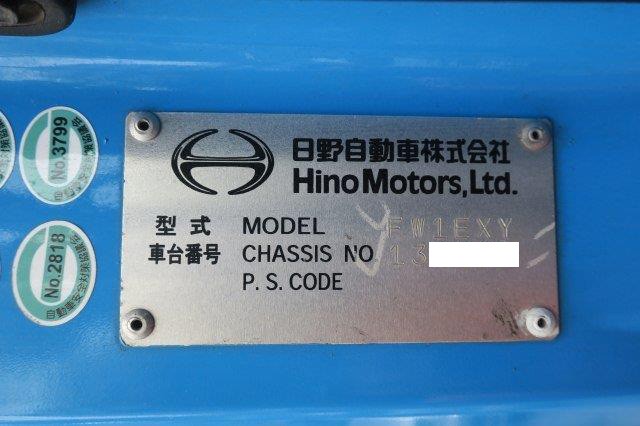 日野自動車株式会社
Hino Motors, Ltd.
型式 MODEL FW1EXY
車台番号 CHASSIS NO 13
P.S. CODE
No.3799
No.2818